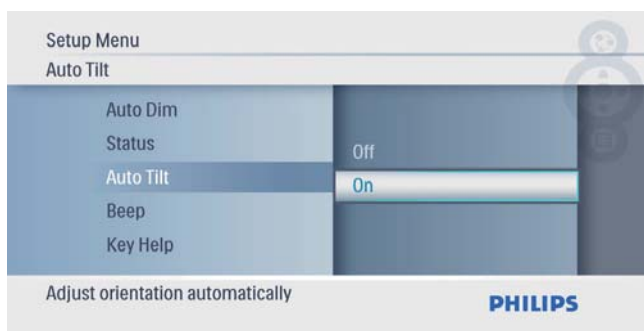 Setup Menu
Auto Tilt
Auto Dim
Status
Auto Tilt
Beep
Key Help
Off
On
Adjust orientation automatically
PHILIPS